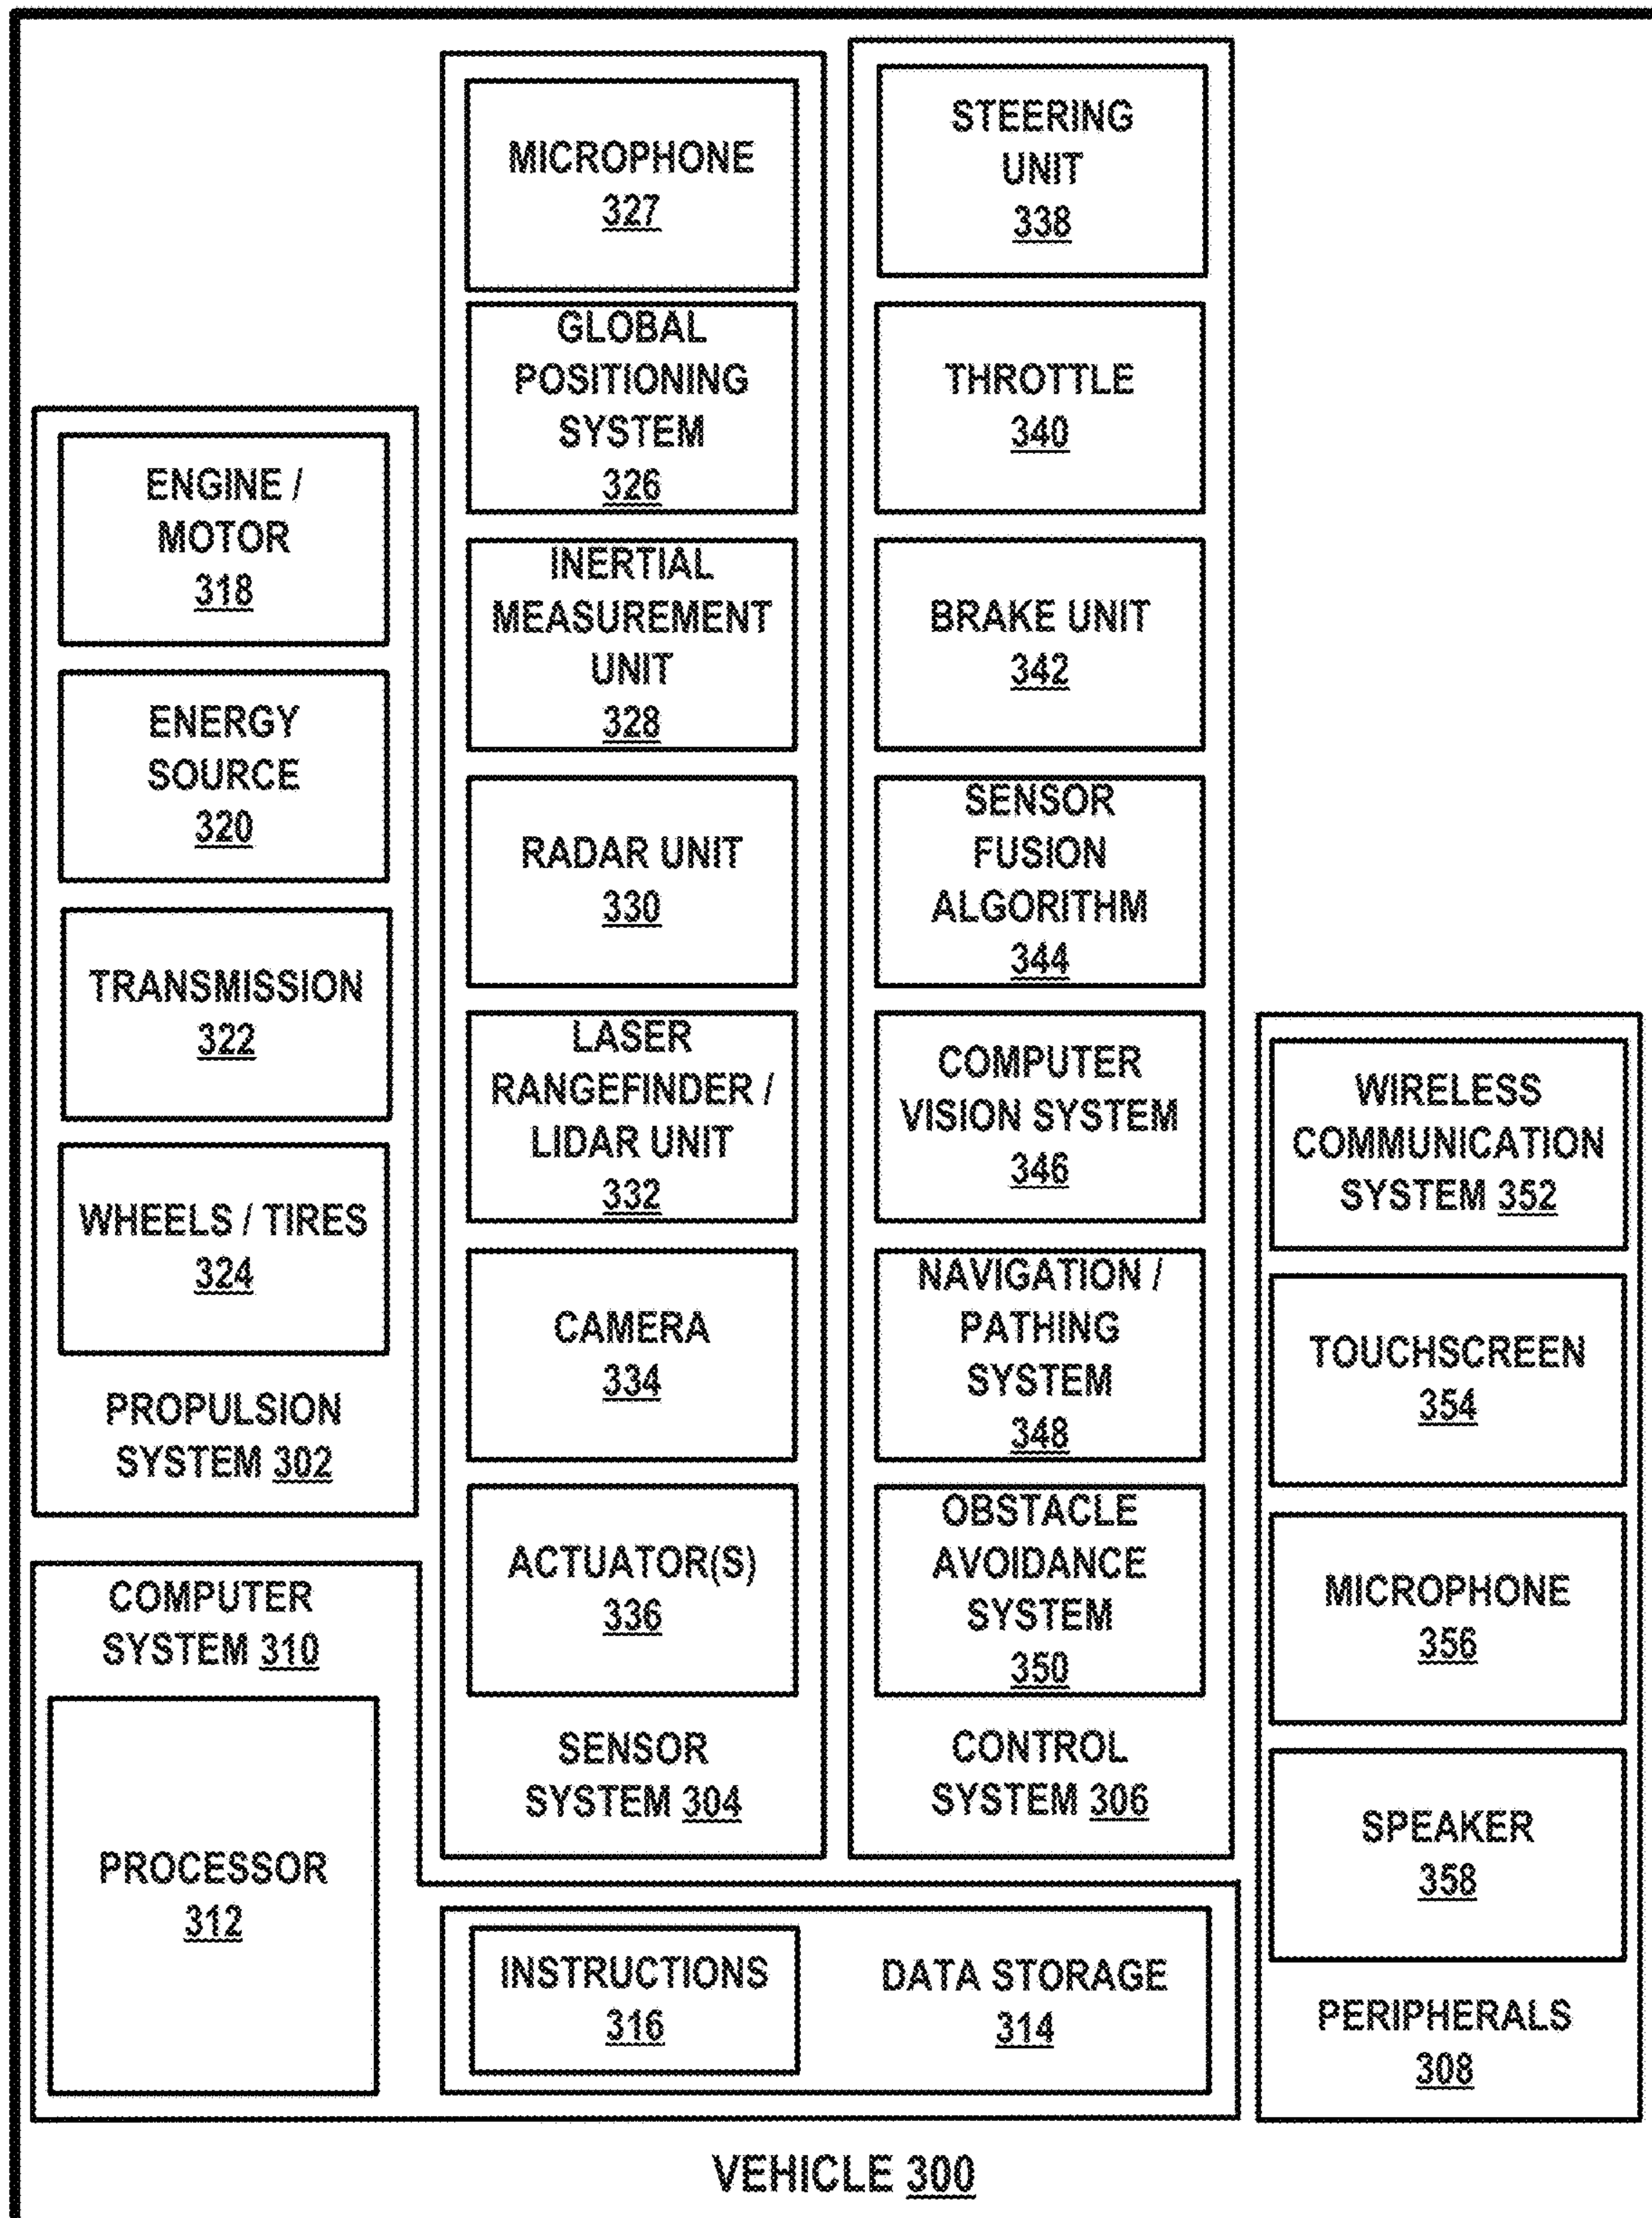 ENGINE /
MOTOR
318
ENERGY
SOURCE
320
TRANSMISSION
322
WHEELS / TIRES
324
PROPULSION
SYSTEM 302
MICROPHONE
327
GLOBAL
POSITIONING
SYSTEM
326
INERTIAL
MEASUREMENT
UNIT
328
RADAR UNIT
330
LASER
RANGEFINDER /
LIDAR UNIT
332
CAMERA
334
ACTUATOR(S)
336
SENSOR
SYSTEM 304
STEERING
UNIT
338
THROTTLE
340
BRAKE UNIT
342
SENSOR
FUSION
ALGORITHM
344
COMPUTER
VISION SYSTEM
346
NAVIGATION /
PATHING
SYSTEM
348
OBSTACLE
AVOIDANCE
SYSTEM
350
CONTROL
SYSTEM 306
WIRELESS
COMMUNICATION
SYSTEM 352
TOUCHSCREEN
354
MICROPHONE
356
SPEAKER
358
PERIPHERALS
308
COMPUTER
SYSTEM 310
PROCESSOR
312
INSTRUCTIONS
316
DATA STORAGE
314
VEHICLE 300